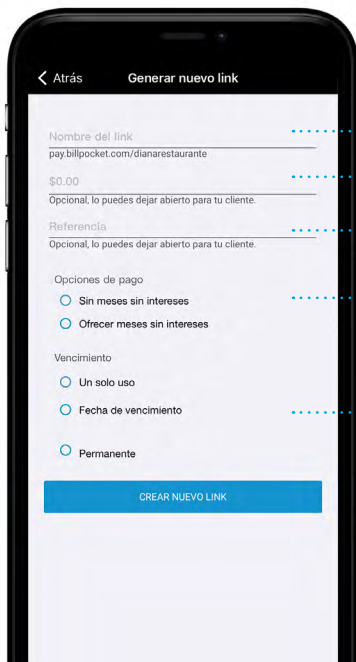 Atrás
Generar nuevo link
Nombre del link
pay.billpocket.com/dianarestaurante
$0.00
Opcional, lo puedes dejar abierto para tu cliente.
Referencia
Opcional, lo puedes dejar abierto para tu cliente.
Opciones de pago
Sin meses sin intereses
Ofrecer meses sin intereses
Vencimiento
Un solo uso
Fecha de vencimiento
Permanente
CREAR NUEVO LINK